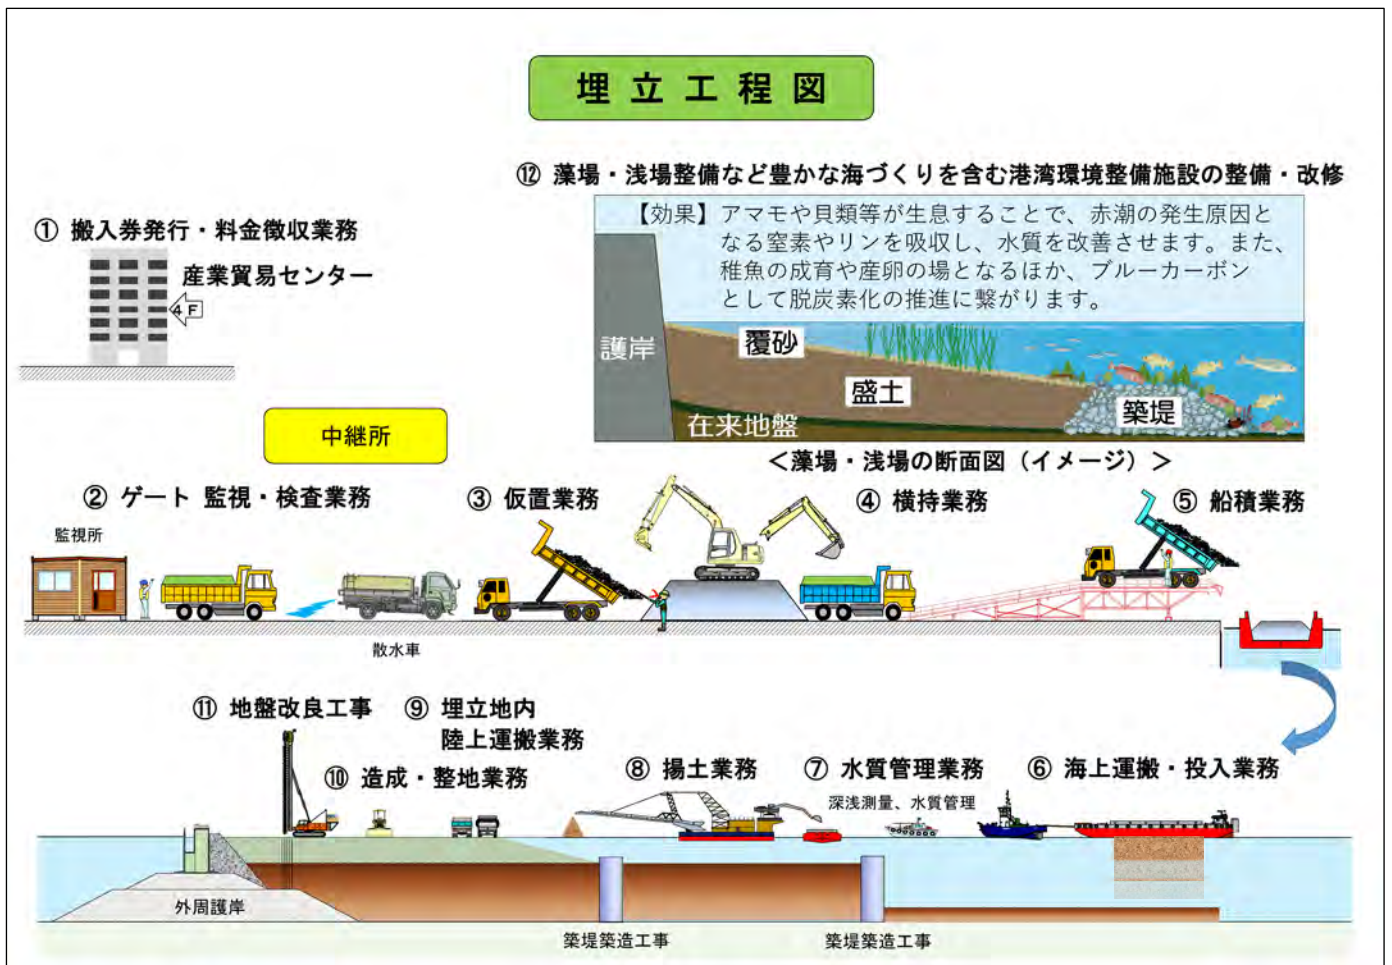 埋立工程図
⑫ 藻場・浅場整備など豊かな海づくりを含む港湾環境整備施設の整備・改修
【効果】アマモや貝類等が生息することで、赤潮の発生原因と
なる窒素やリンを吸収し、水質を改善させます。また、
稚魚の成育や産卵の場となるほか、ブルーカーボン
として脱炭素化の推進に繋がります。
護岸
覆砂
盛土
築堤
在来地盤
＜藻場・浅場の断面図（イメージ）＞
① 搬入券発行・料金徴収業務
産業貿易センター
4F
中継所
② ゲート 監視・検査業務
監視所
③ 仮置業務
④ 横持業務
⑤ 船積業務
散水車
⑪ 地盤改良工事
⑨ 埋立地内
陸上運搬業務
⑩ 造成・整地業務
⑧ 揚土業務
⑦ 水質管理業務
深浅測量、水質管理
⑥ 海上運搬・投入業務
外周護岸
築堤築造工事
築堤築造工事